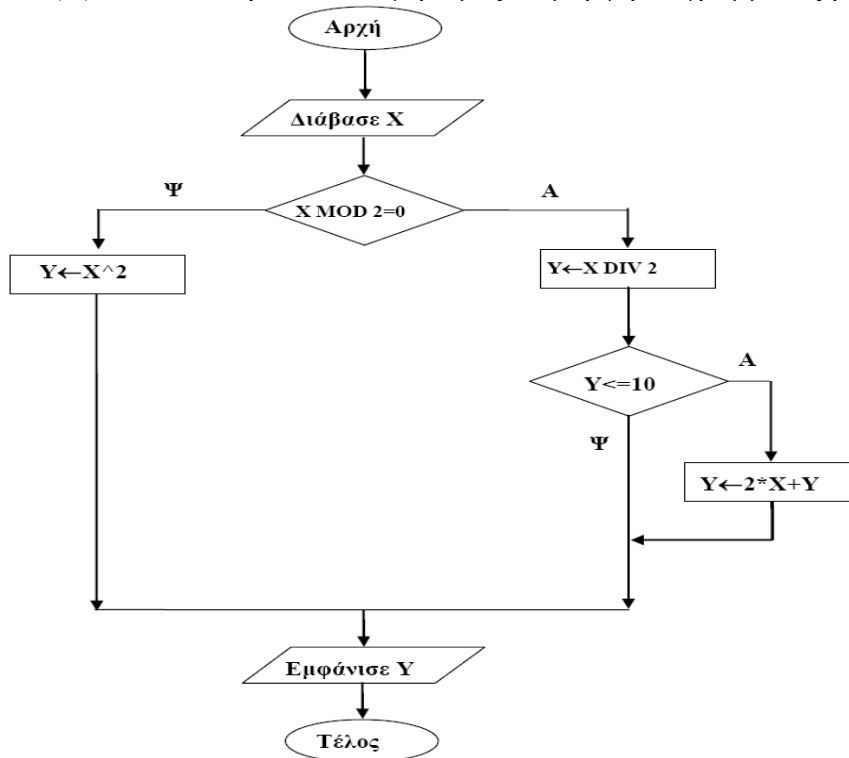 Αρχή
Διάβασε Χ
Ψ
Χ MOD 2=0
Α
Υ←Χ^2
Υ←Χ DIV 2
Υ<=10
Α
Ψ
Υ←2*Χ+Υ
Εμφάνισε Υ
Τέλος